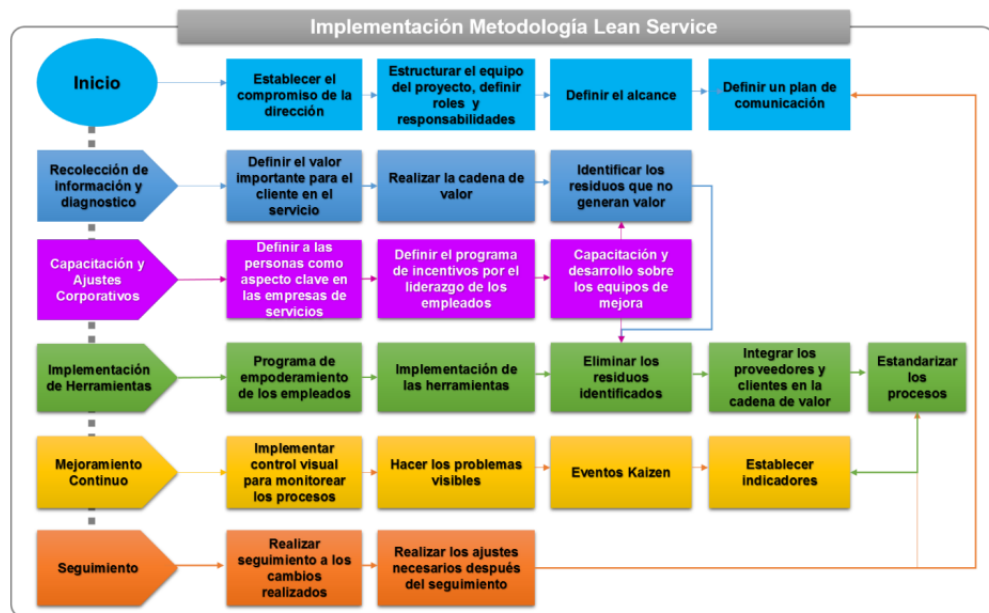 Implementación Metodología Lean Service
Inicio
Establecer el
compromiso de la
dirección
Estructurar el equipo
del proyecto, definir
roles y
responsabilidades
Definir el alcance
Definir un plan de
comunicación
Recolección de
información y
diagnostico
Definir el valor
importante para el
cliente en el
servicio
Realizar la cadena
de valor
Identificar los
residuos que no
generan valor
Capacitación y
Ajustes
Corporativos
Definir a las
personas como
aspecto clave en
las empresas de
servicios
Definir el programa
de incentivos por el
liderazgo de los
empleados
Capacitación y
desarrollo sobre
los equipos de
mejora
Implementación
de Herramientas
Programa de
empoderamiento
de los empleados
Implementación de
las herramientas
Eliminar los
residuos
identificados
Integrar los
proveedores y
clientes en la
cadena de valor
Estandarizar
los
procesos
Mejoramiento
Continuo
Implementar
control visual
para monitorear
los procesos
Hacer los problemas
visibles
Eventos Kaizen
Establecer
indicadores
Seguimiento
Realizar
seguimiento a los
cambios
realizados
Realizar los ajustes
necesarios después
del seguimiento